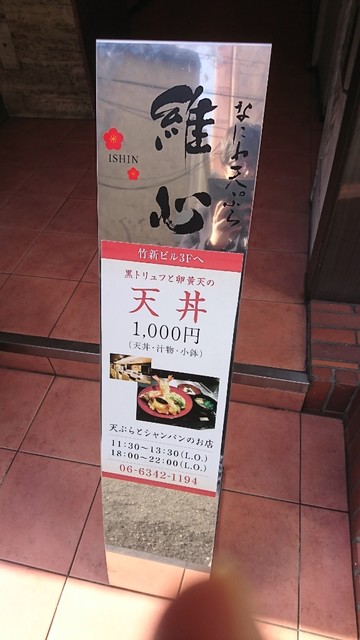 なにわ天ぷら
維心
ISHIN
竹新ビル3Fへ
黒トリュフと卵黄天の
天丼
1,000円
(天丼・汁物・小鉢)
天ぷらとシャンパンのお店
11:30～13:30(L.O.)
18:00～22:00(L.O.)
06-6342-1194